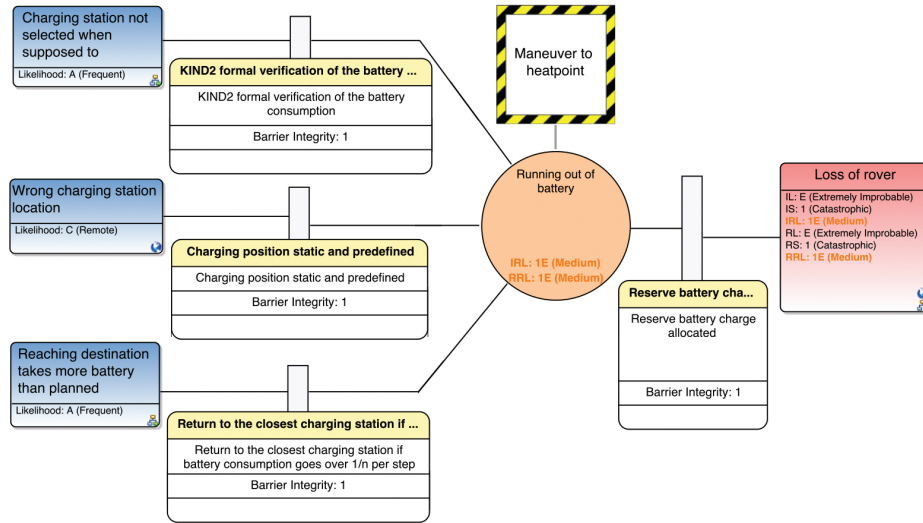 Charging station not
selected when
supposed to
Likelihood: A (Frequent)
KIND2 formal verification of the battery ...
KIND2 formal verification of the battery
consumption
Barrier Integrity: 1
Maneuver to
heatpoint
Wrong charging station
location
Likelihood: C (Remote)
Charging position static and predefined
Charging position static and predefined
Barrier Integrity: 1
Running out of
battery
IRL: 1E (Medium)
RRL: 1E (Medium)
Reserve battery cha...
Reserve battery charge
allocated
Barrier Integrity: 1
Loss of rover
IL: E (Extremely Improbable)
IS: 1 (Catastrophic)
IRL: 1E (Medium)
RL: E (Extremely Improbable)
RS: 1 (Catastrophic)
RRL: 1E (Medium)
Reaching destination
takes more battery
than planned
Likelihood: A (Frequent)
Return to the closest charging station if ...
Return to the closest charging station if
battery consumption goes over 1/n per step
Barrier Integrity: 1